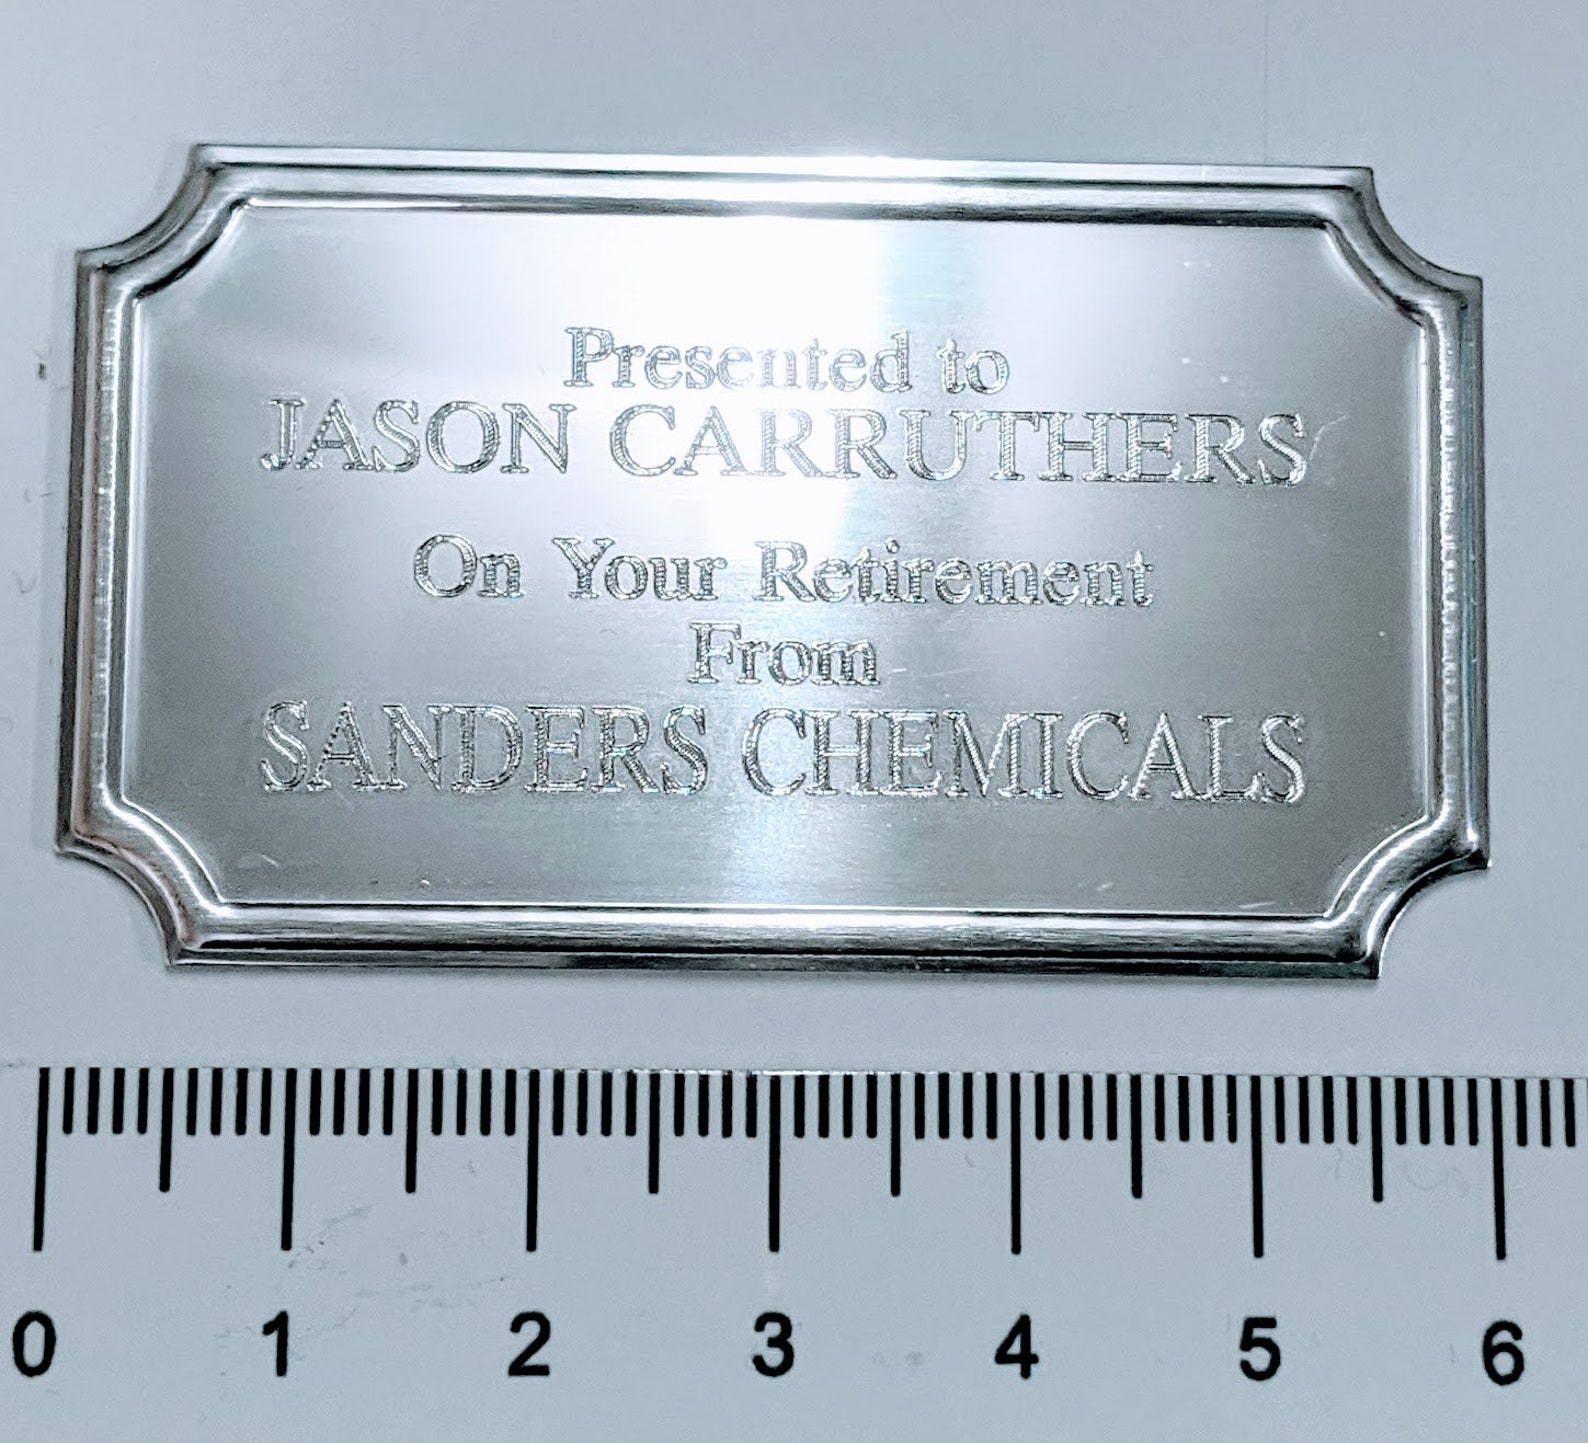 Presented to
JASON CARRUTHERS
On Your Retirement
From
SANDERS CHEMICALS
0 1 2 3 4 5 6